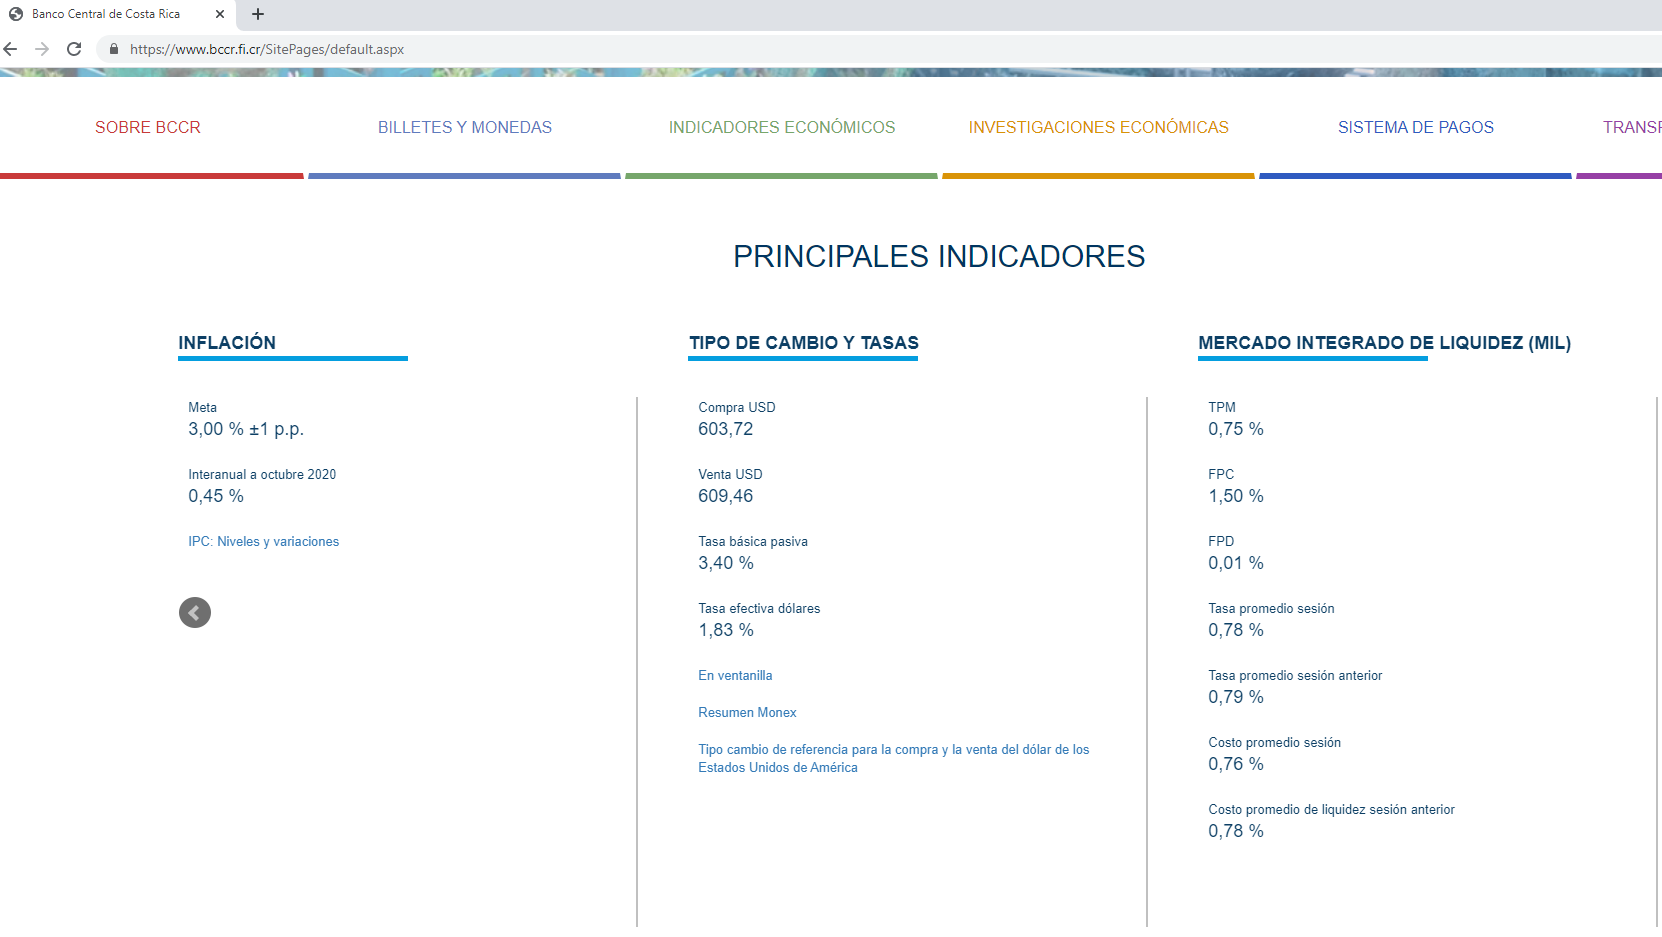 Banco Central de Costa Rica
https://www.bccr.fi.cr/SitePages/default.aspx
SOBRE BCCR
BILLETES Y MONEDAS
INDICADORES ECONÓMICOS
INVESTIGACIONES ECONÓMICAS
SISTEMA DE PAGOS
TRANSF
PRINCIPALES INDICADORES
INFLACIÓN
Meta
3,00 % ±1 p.p.
Interanual a octubre 2020
0,45 %
IPC: Niveles y variaciones
TIPO DE CAMBIO Y TASAS
Compra USD
603,72
Venta USD
609,46
Tasa básica pasiva
3,40 %
Tasa efectiva dólares
1,83 %
En ventanilla
Resumen Monex
Tipo cambio de referencia para la compra y la venta del dólar de los
Estados Unidos de América
MERCADO INTEGRADO DE LIQUIDEZ (MIL)
TPM
0,75 %
FPC
1,50 %
FPD
0,01 %
Tasa promedio sesión
0,78 %
Tasa promedio sesión anterior
0,79 %
Costo promedio sesión
0,76 %
Costo promedio de liquidez sesión anterior
0,78 %